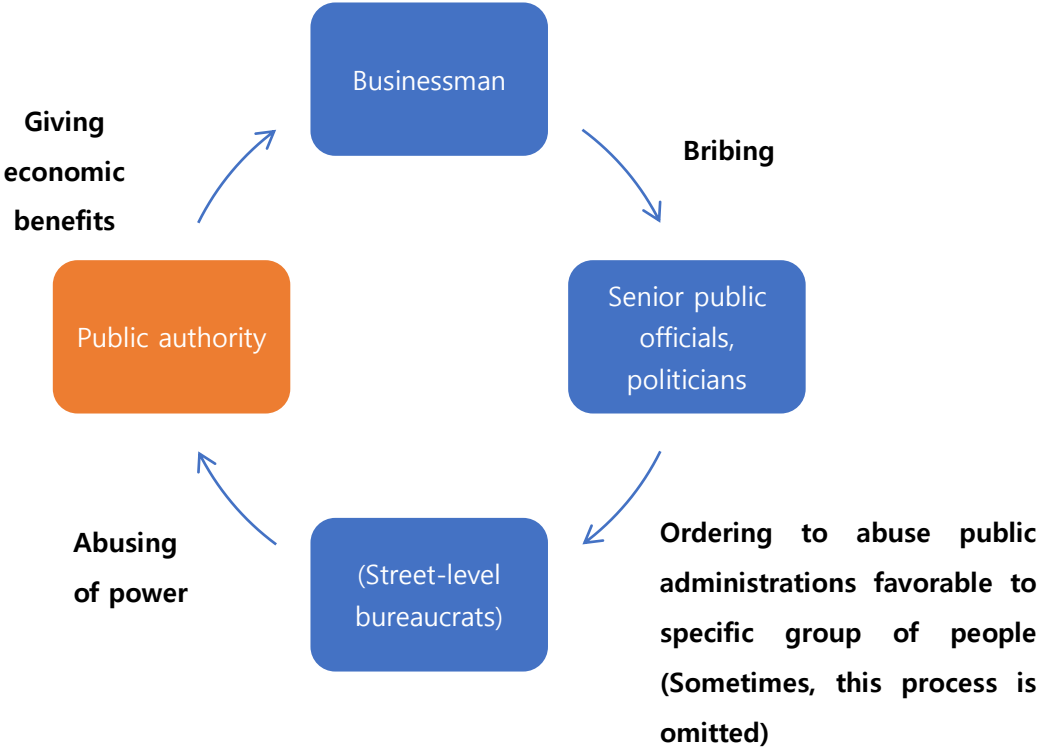 Businessman
Giving
economic
benefits
Bribing
Public authority
Senior public
officials,
politicians
Abusing
of power
(Street-level
bureaucrats)
Ordering to abuse public
administrations favorable to
specific group of people
(Sometimes, this process is
omitted)